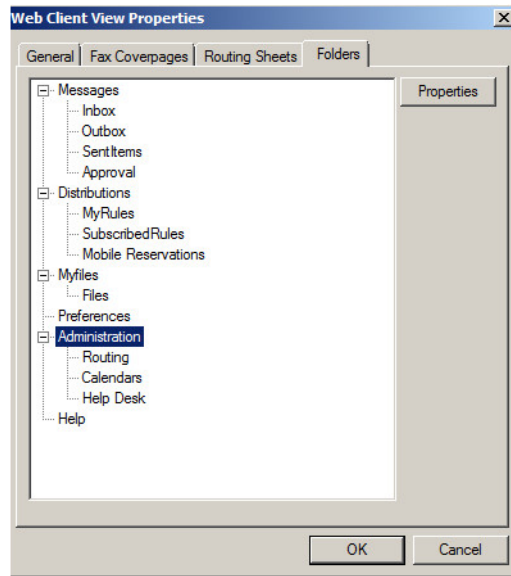 Web Client View Properties
General Fax Coverpages Routing Sheets Folders
Messages Properties
Inbox
Outbox
SentItems
Approval
Distributions
MyRules
SubscribedRules
Mobile Reservations
Myfiles
Files
Preferences
Administration
Routing
Calendars
Help Desk
Help
OK Cancel